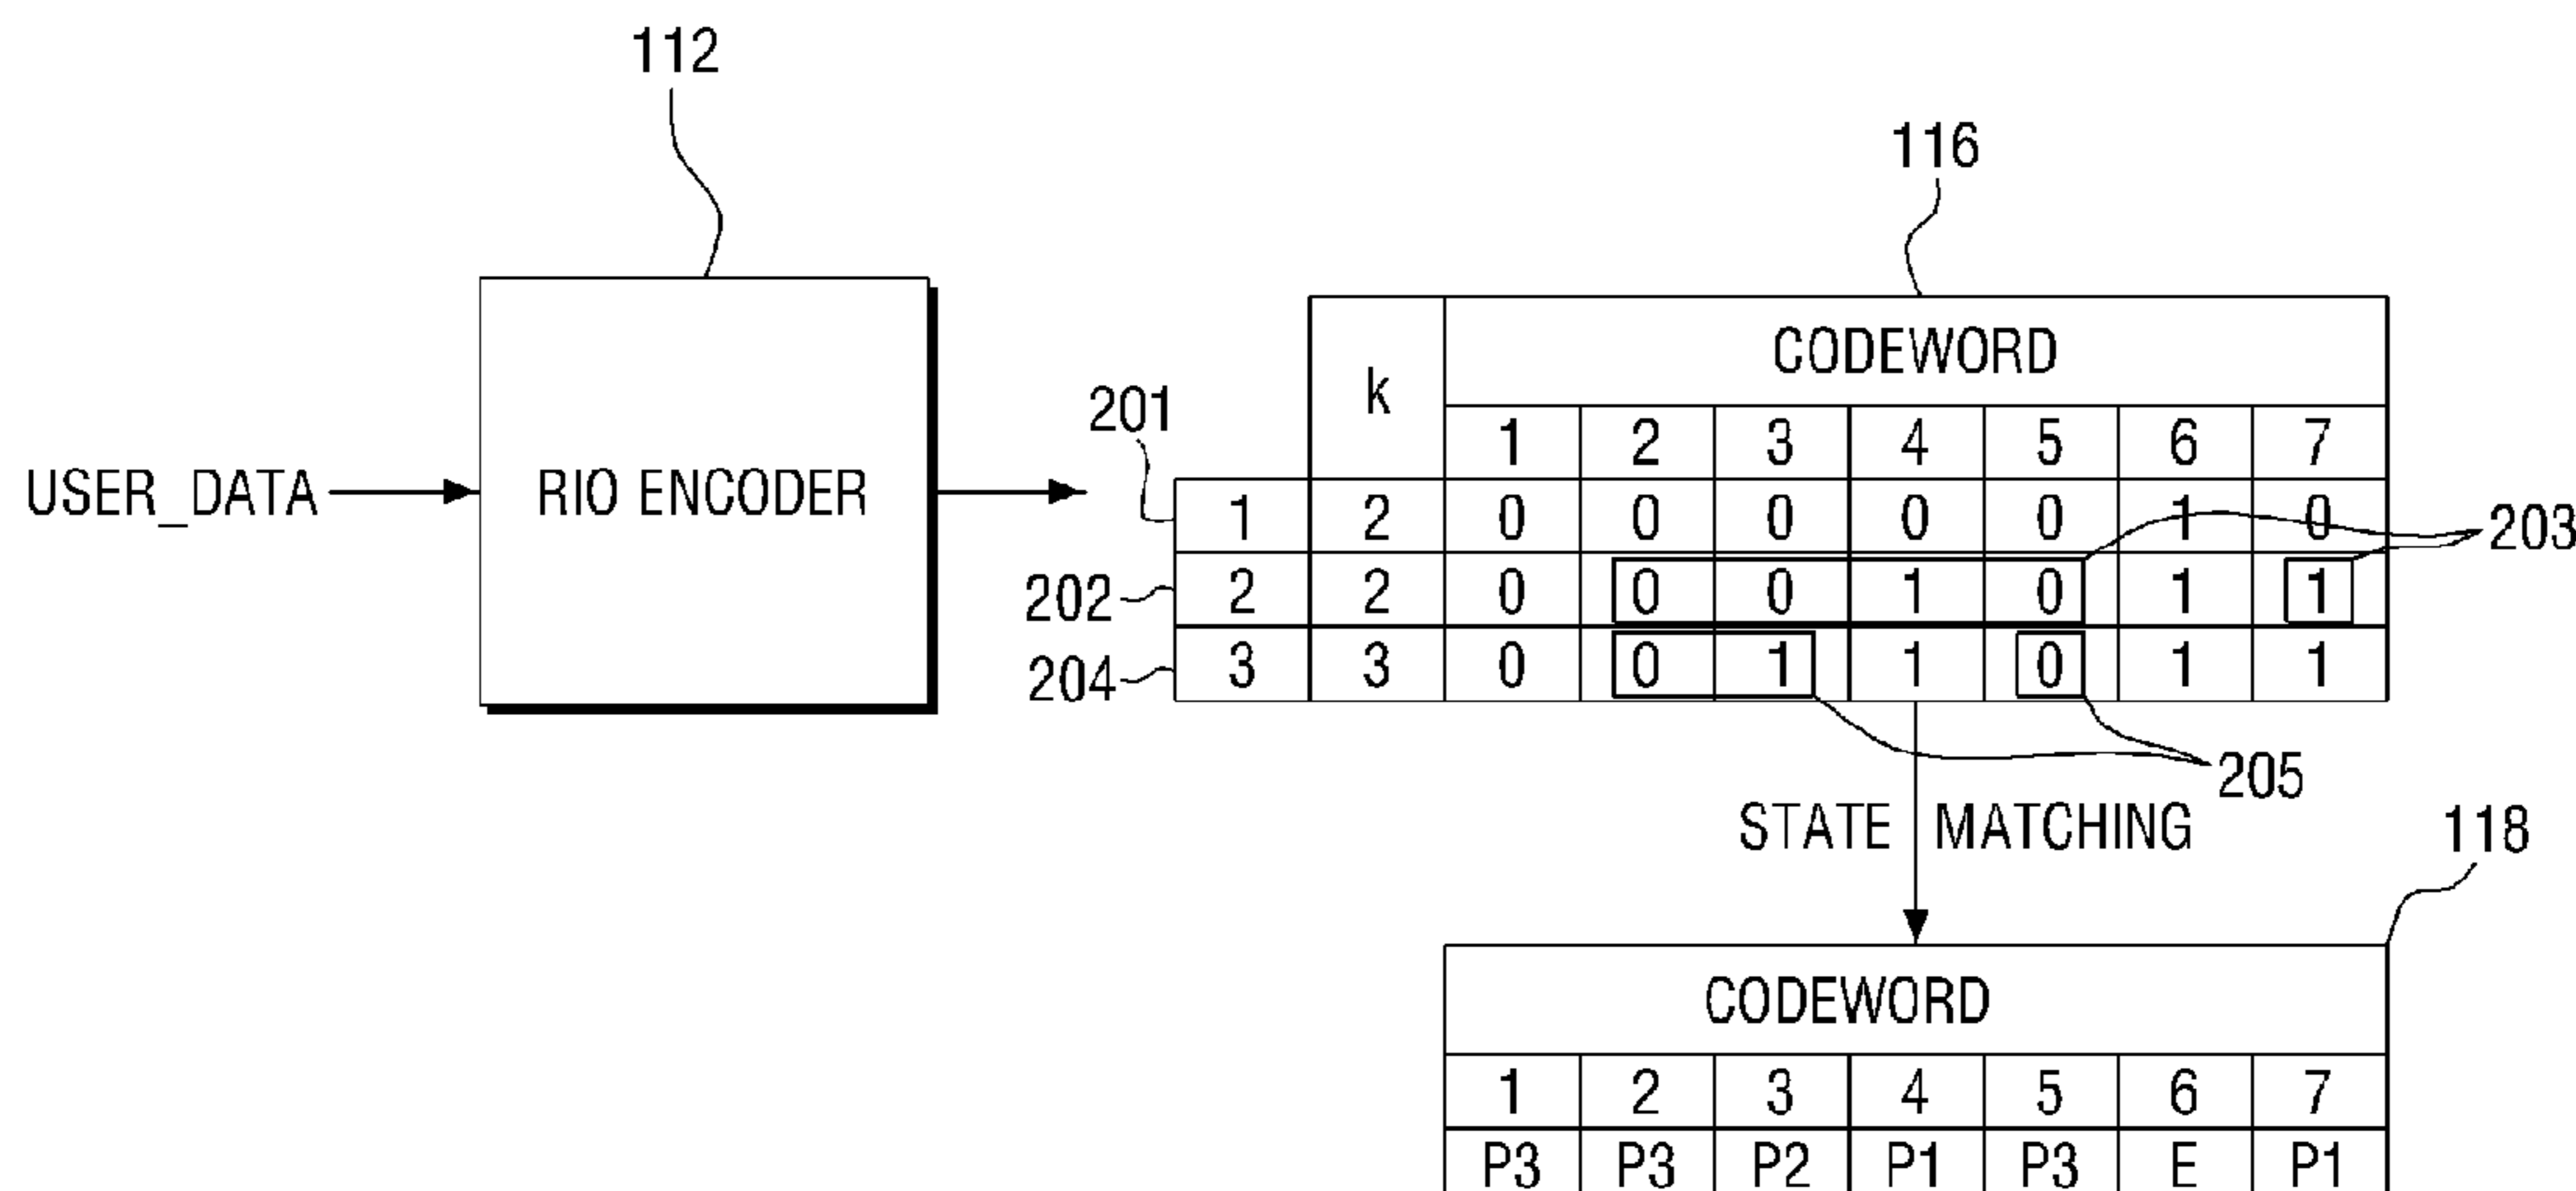 112
116
CODEWORD
k
201
1 2 3 4 5 6 7
USER_DATA
RIO ENCODER
1 2 0 0 0 0 0 1 0
203
202
2 2 0 0 0 1 0 1 1
204
3 3 0 0 1 1 0 1 1
205
STATE MATCHING
118
CODEWORD
1 2 3 4 5 6 7
P3 P3 P2 P1 P3 E P1